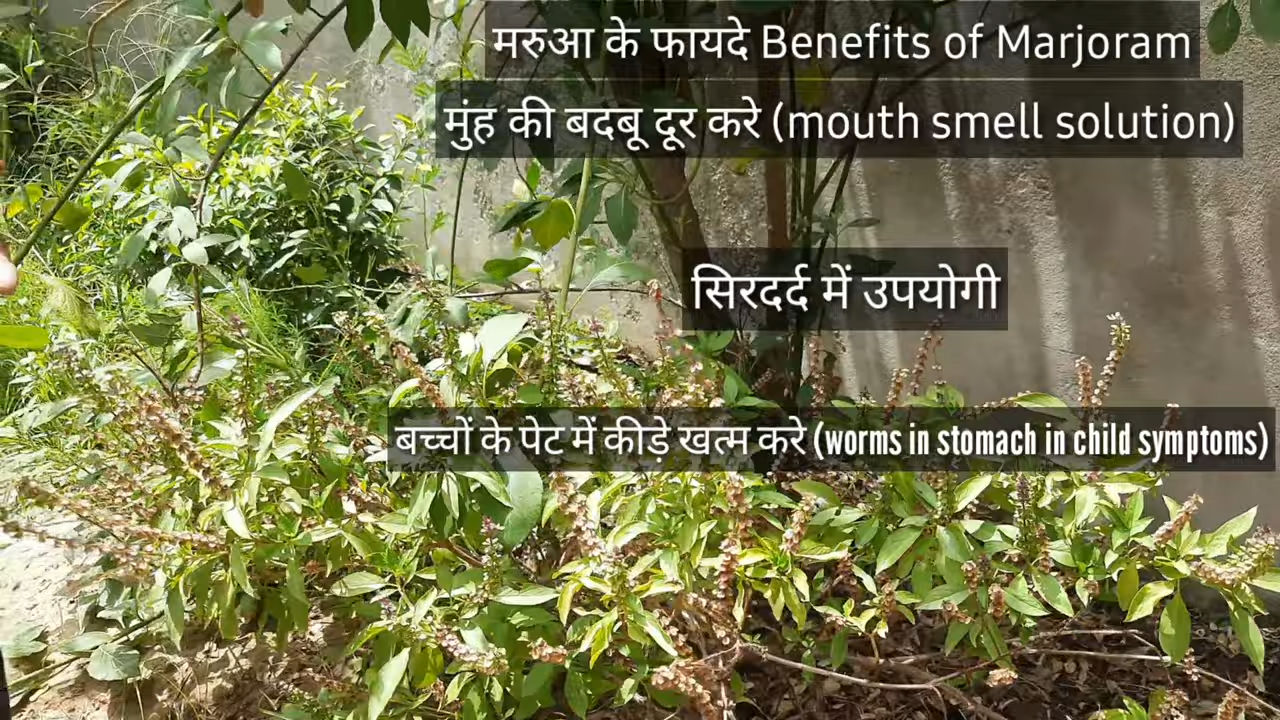 मरुआ के फायदे Benefits of Marjoram
मुंह की बदबू दूर करे (mouth smell solution)
सिरदर्द में उपयोगी
बच्चों के पेट में कीड़े खत्म करे (worms in stomach in child symptoms)